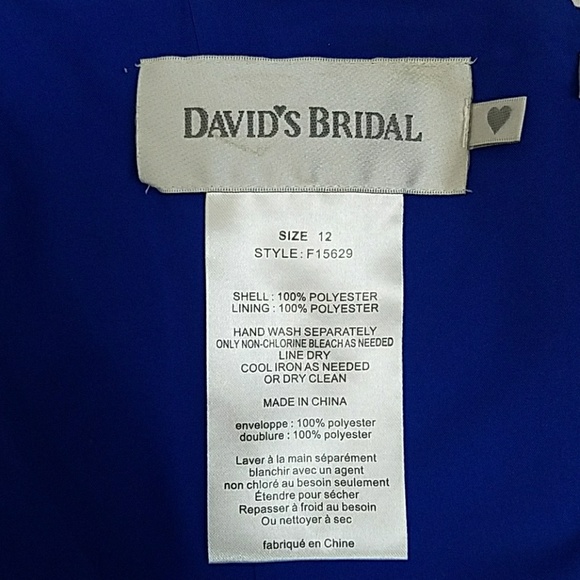 DAVID'S BRIDAL
SIZE 12
STYLE: F15629
SHELL : 100% POLYESTER
LINING : 100% POLYESTER
HAND WASH SEPARATELY
ONLY NON-CHLORINE BLEACH AS NEEDED
LINE DRY
COOL IRON AS NEEDED
OR DRY CLEAN
MADE IN CHINA
enveloppe : 100% polyester
doublure : 100% polyester
Laver à la main séparément
blanchir avec un agent
non chloré au besoin seulement
Étendre pour sécher
Repasser à froid au besoin
Ou nettoyer à sec
fabriqué en Chine